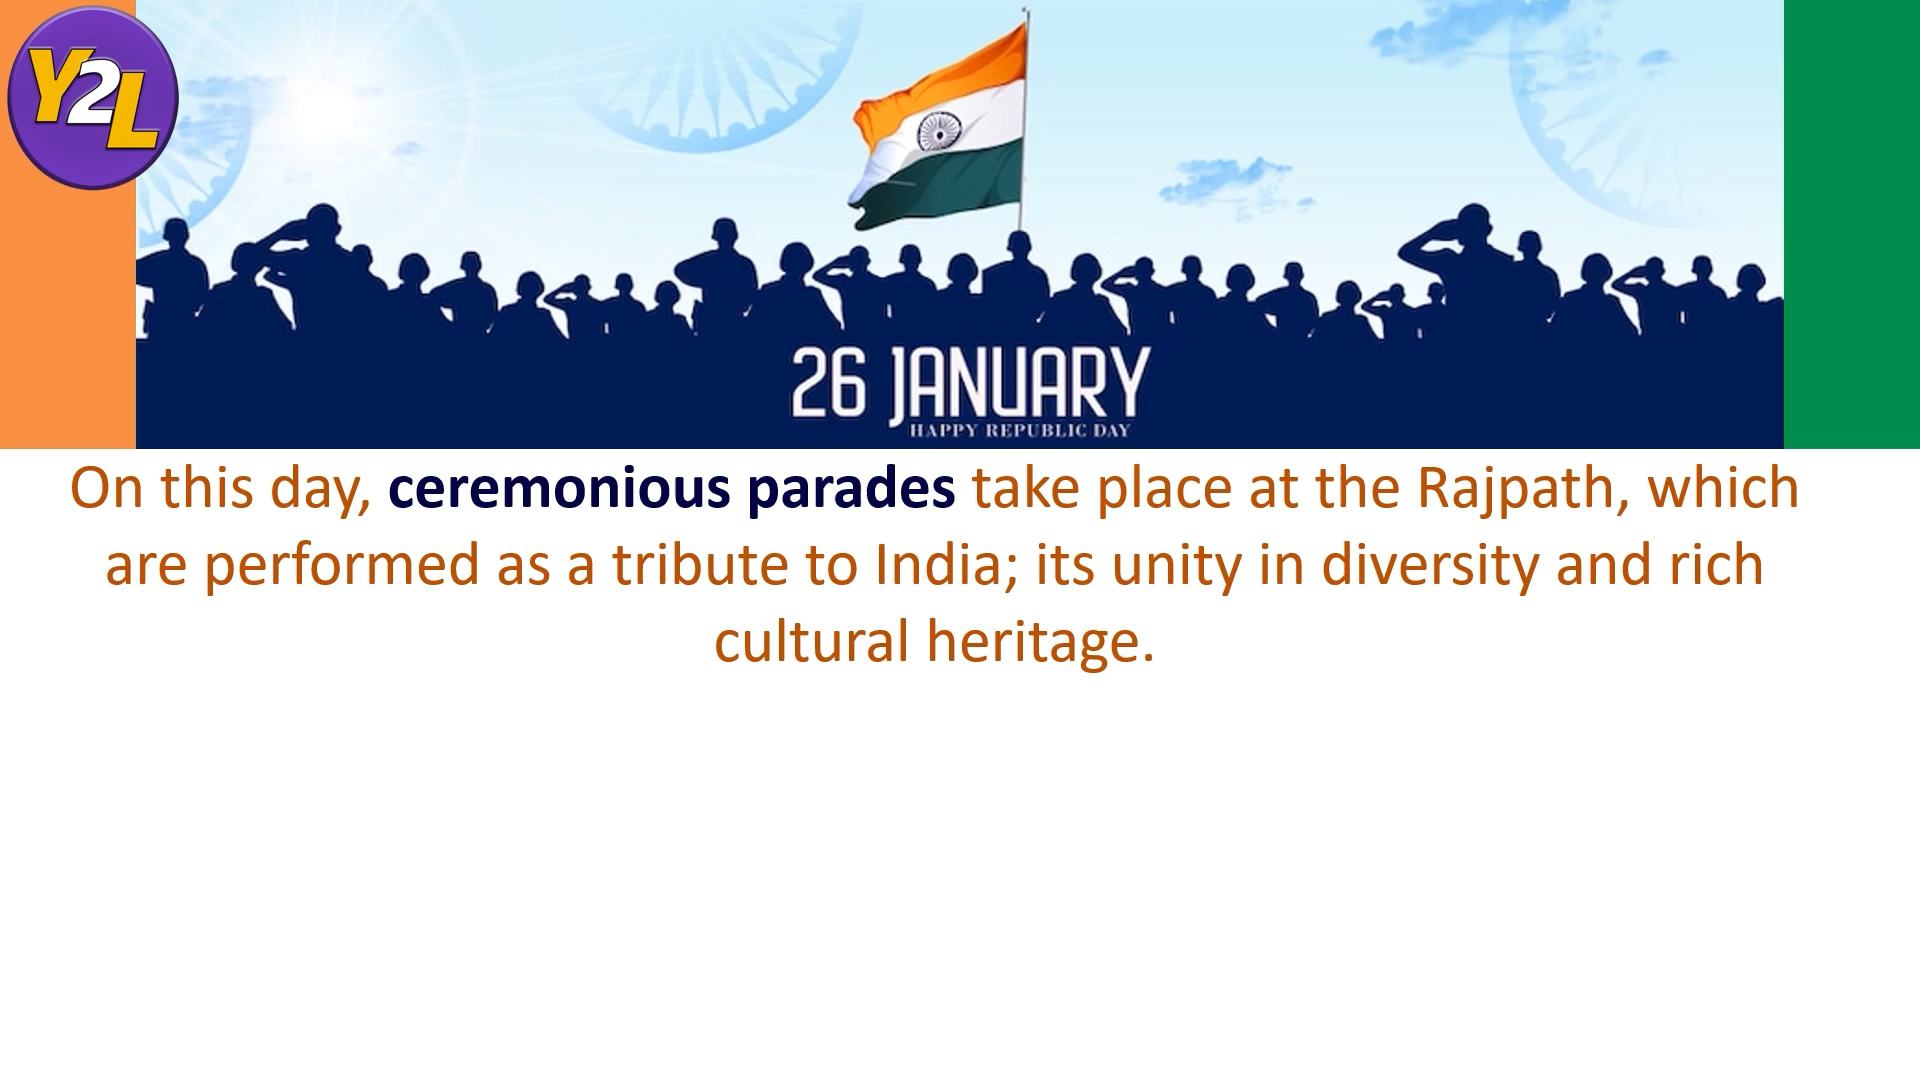 Y2L
26 JANUARY
HAPPY REPUBLIC DAY
On this day, ceremonious parades take place at the Rajpath, which
are performed as a tribute to India; its unity in diversity and rich
cultural heritage.